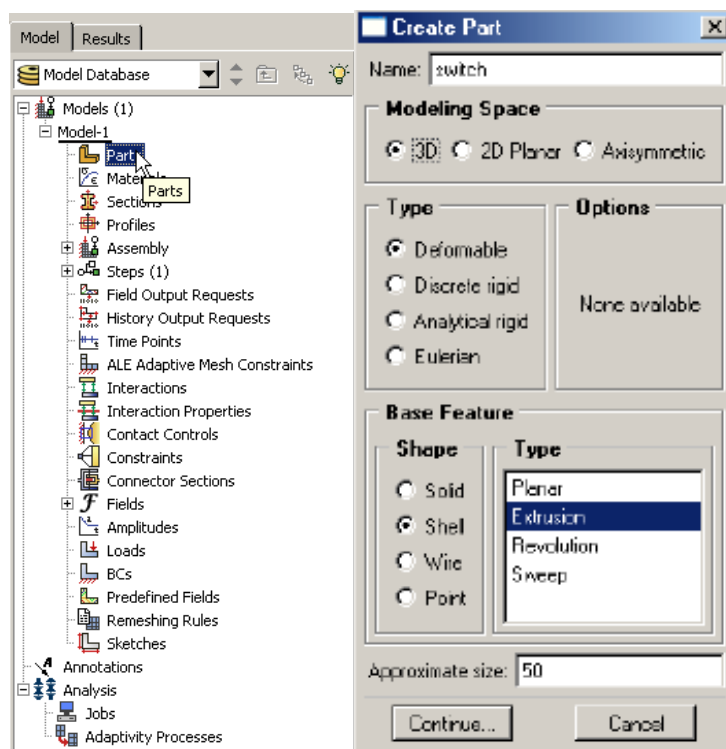 Model
Results
Model Database
Models (1)
Model-1
Parts
Materials
Parts
Sections
Profiles
Assembly
Steps (1)
Field Output Requests
History Output Requests
Time Points
ALE Adaptive Mesh Constraints
Interactions
Interaction Properties
Contact Controls
Constraints
Connector Sections
Fields
Amplitudes
Loads
BCs
Predefined Fields
Remeshing Rules
Sketches
Annotations
Analysis
Jobs
Adaptivity Processes
Create Part
Name: switch
Modeling Space
3D 2D Planar Axisymmetric
Type
Deformable
Discrete rigid
Analytical rigid
Eulerian
Options
None available
Base Feature
Shape
Solid
Shell
Wire
Point
Type
Planar
Extrusion
Revolution
Sweep
Approximate size: 50
Continue... Cancel